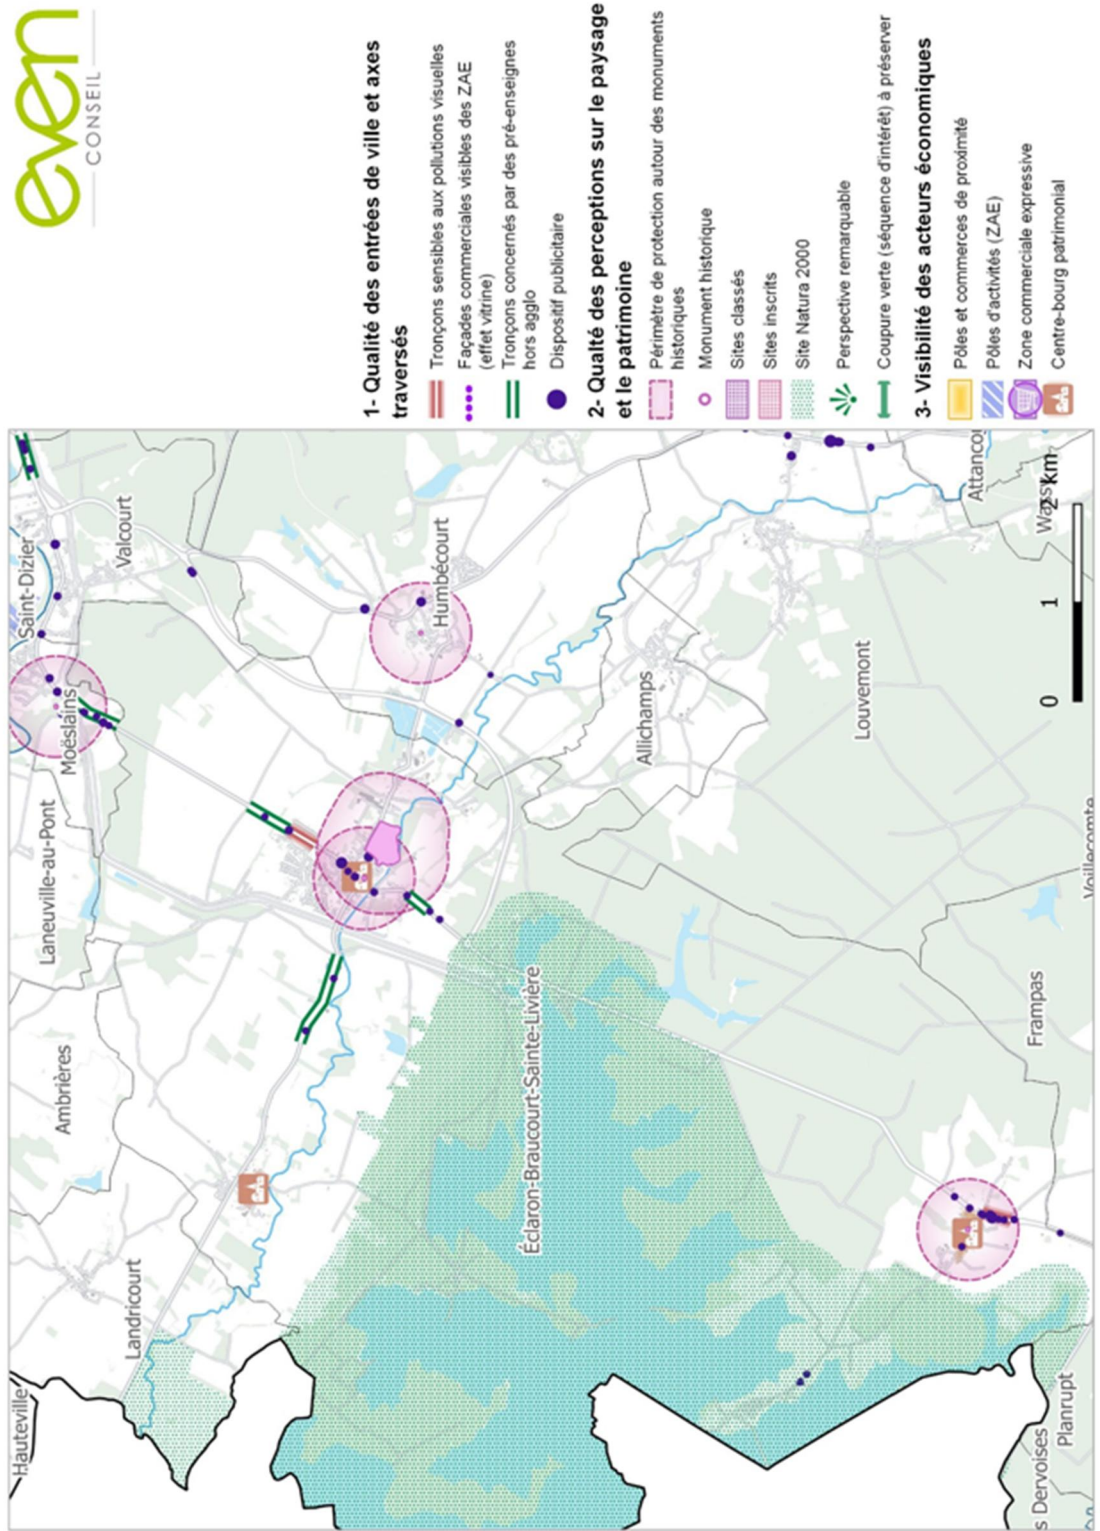 even
CONSEIL
1- Qualité des entrées de ville et axes
traversés
Tronçons sensibles aux pollutions visuelles
Façades commerciales visibles des ZAE
(effet vitrine)
Tronçons concernés par des pré-enseignes
hors agglo
Dispositif publicitaire
2- Qualté des perceptions sur le paysage
et le patrimoine
Périmètre de protection autour des monuments
historiques
Monument historique
Sites classés
Sites inscrits
Site Natura 2000
Perspective remarquable
Coupure verte (séquence d'intérêt) à préserver
3- Visibilité des acteurs économiques
Pôles et commerces de proximité
Pôles d'activités (ZAE)
Zone commerciale expressive
Centre-bourg patrimonial
Hauteville
Landricourt
Ambrières
Laneuville-au-Pont
Moëslains
Saint-Dizier
Valcourt
Humbécourt
Éclaron-Braucourt-Sainte-Livière
Allichamps
Louvemont
Attanco
Wass
Frampas
Voillecomte
Planrupt
s Dervoises
0 1 2 km